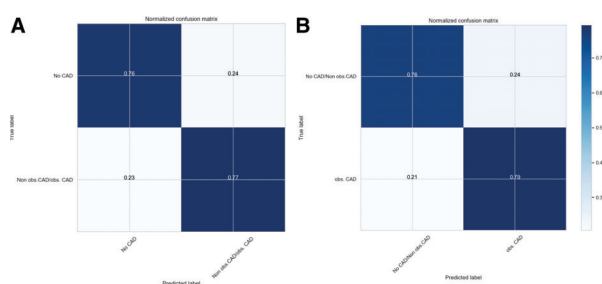 A
Normalized confusion matrix
True label
No CAD
0.76
0.24
Non obs.CAD/obs. CAD
0.23
0.77
No CAD
Non obs.CAD/obs. CAD
Predicted label
B
Normalized confusion matrix
True label
No CAD/Non obs.CAD
0.76
0.24
obs. CAD
0.21
0.79
No CAD/Non obs.CAD
obs. CAD
Predicted label
0.7
0.6
0.5
0.4
0.3